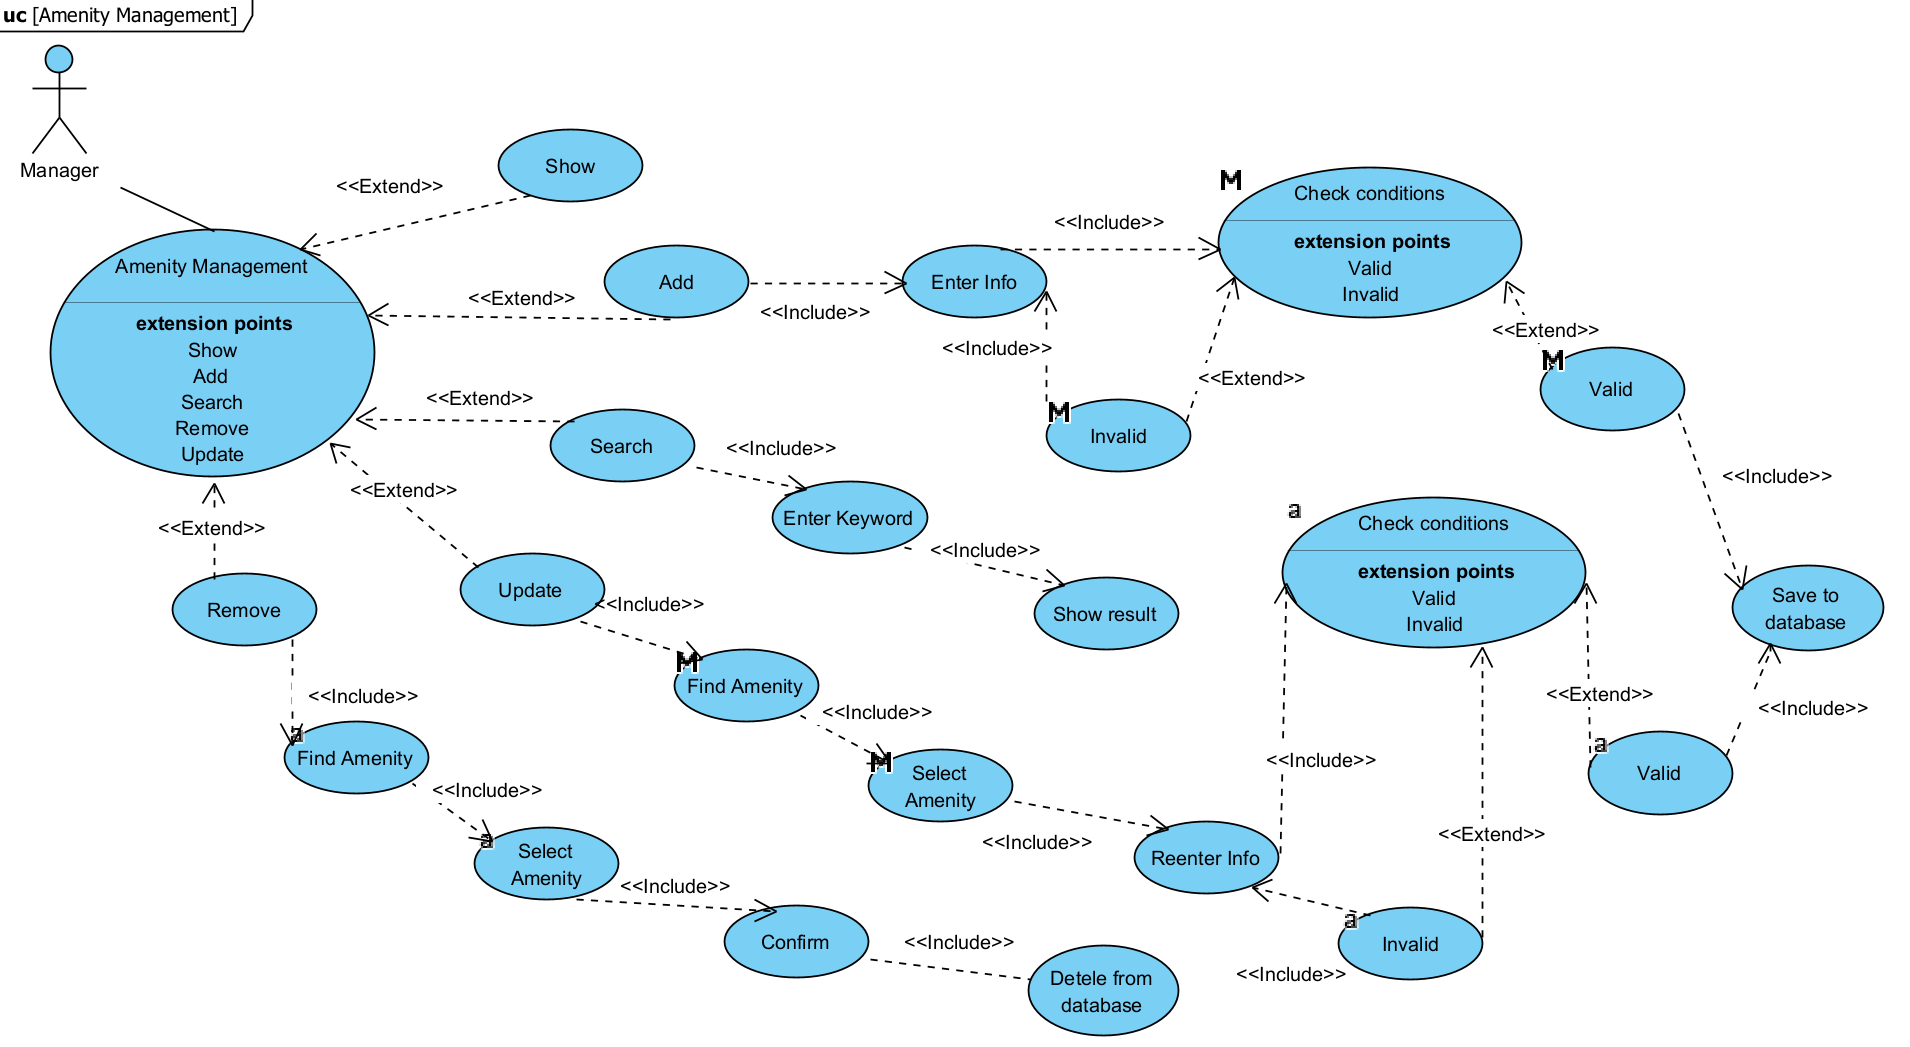 uc [Amenity Management]
Manager
Show
<<Extend>>
Amenity Management
extension points
Show
Add
Search
Remove
Update
<<Extend>>
Add
<<Include>>
Enter Info
<<Include>>
M
Check conditions
extension points
Valid
Invalid
<<Include>>
<<Extend>>
M
Invalid
<<Extend>>
M
Valid
<<Include>>
<<Extend>>
Search
<<Include>>
Enter Keyword
<<Include>>
Show result
<<Extend>>
Update
<<Include>>
M
Find Amenity
<<Include>>
M
Select
Amenity
<<Include>>
Reenter Info
<<Include>>
a
Check conditions
extension points
Valid
Invalid
<<Extend>>
a
Valid
<<Include>>
Save to
database
<<Extend>>
a
Invalid
<<Include>>
<<Extend>>
Remove
<<Include>>
a
Find Amenity
<<Include>>
a
Select
Amenity
<<Include>>
Confirm
<<Include>>
Detele from
database